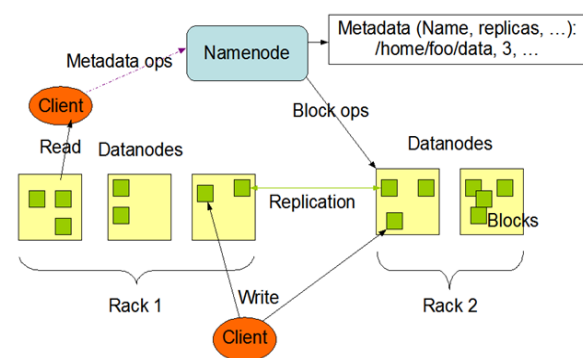 Metadata (Name, replicas, …):
/home/foo/data, 3, …
Namenode
Metadata ops
Client
Block ops
Read
Datanodes
Datanodes
Replication
Blocks
Rack 1
Write
Rack 2
Client